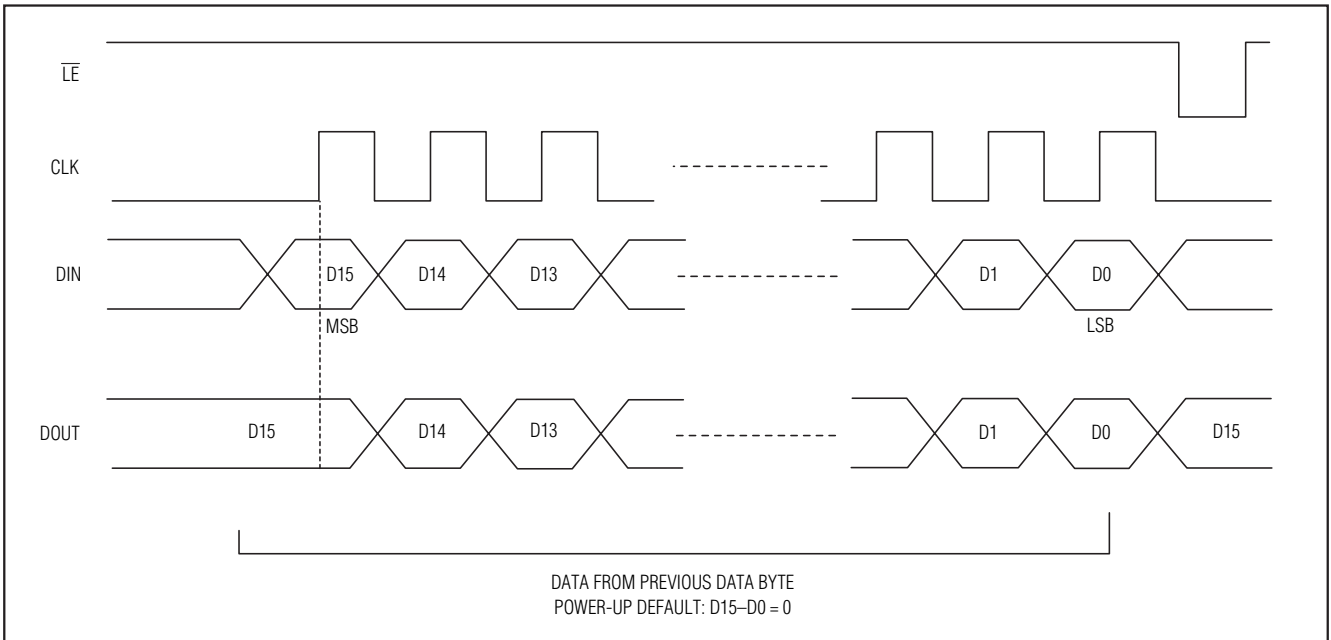 L̅E̅
CLK
DIN
D15 D14 D13 D1 D0
MSB LSB
DOUT
D15 D14 D13 D1 D0 D15
DATA FROM PREVIOUS DATA BYTE
POWER-UP DEFAULT: D15–D0 = 0